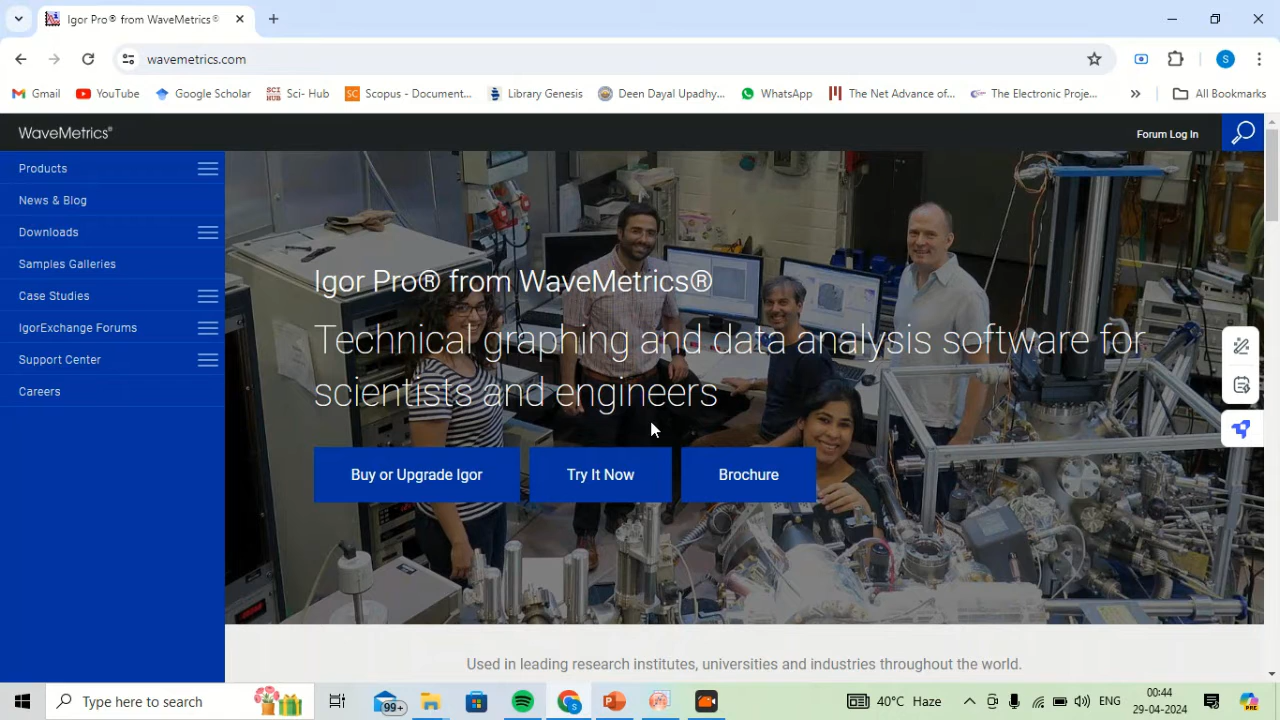 Igor Pro® from WaveMetrics®
wavemetrics.com
Gmail
YouTube
Google Scholar
SCI HUB
Sci- Hub
SC
Scopus - Document...
Library Genesis
Deen Dayal Upadhy...
WhatsApp
The Net Advance of...
The Electronic Proje...
All Bookmarks
WaveMetrics®
Forum Log In
Products
News & Blog
Downloads
Samples Galleries
Case Studies
IgorExchange Forums
Support Center
Careers
Igor Pro® from WaveMetrics®
Technical graphing and data analysis software for
scientists and engineers
Buy or Upgrade Igor
Try It Now
Brochure
Used in leading research institutes, universities and industries throughout the world.
Type here to search
99+
40°C Haze
ENG
00:44
29-04-2024
PRE